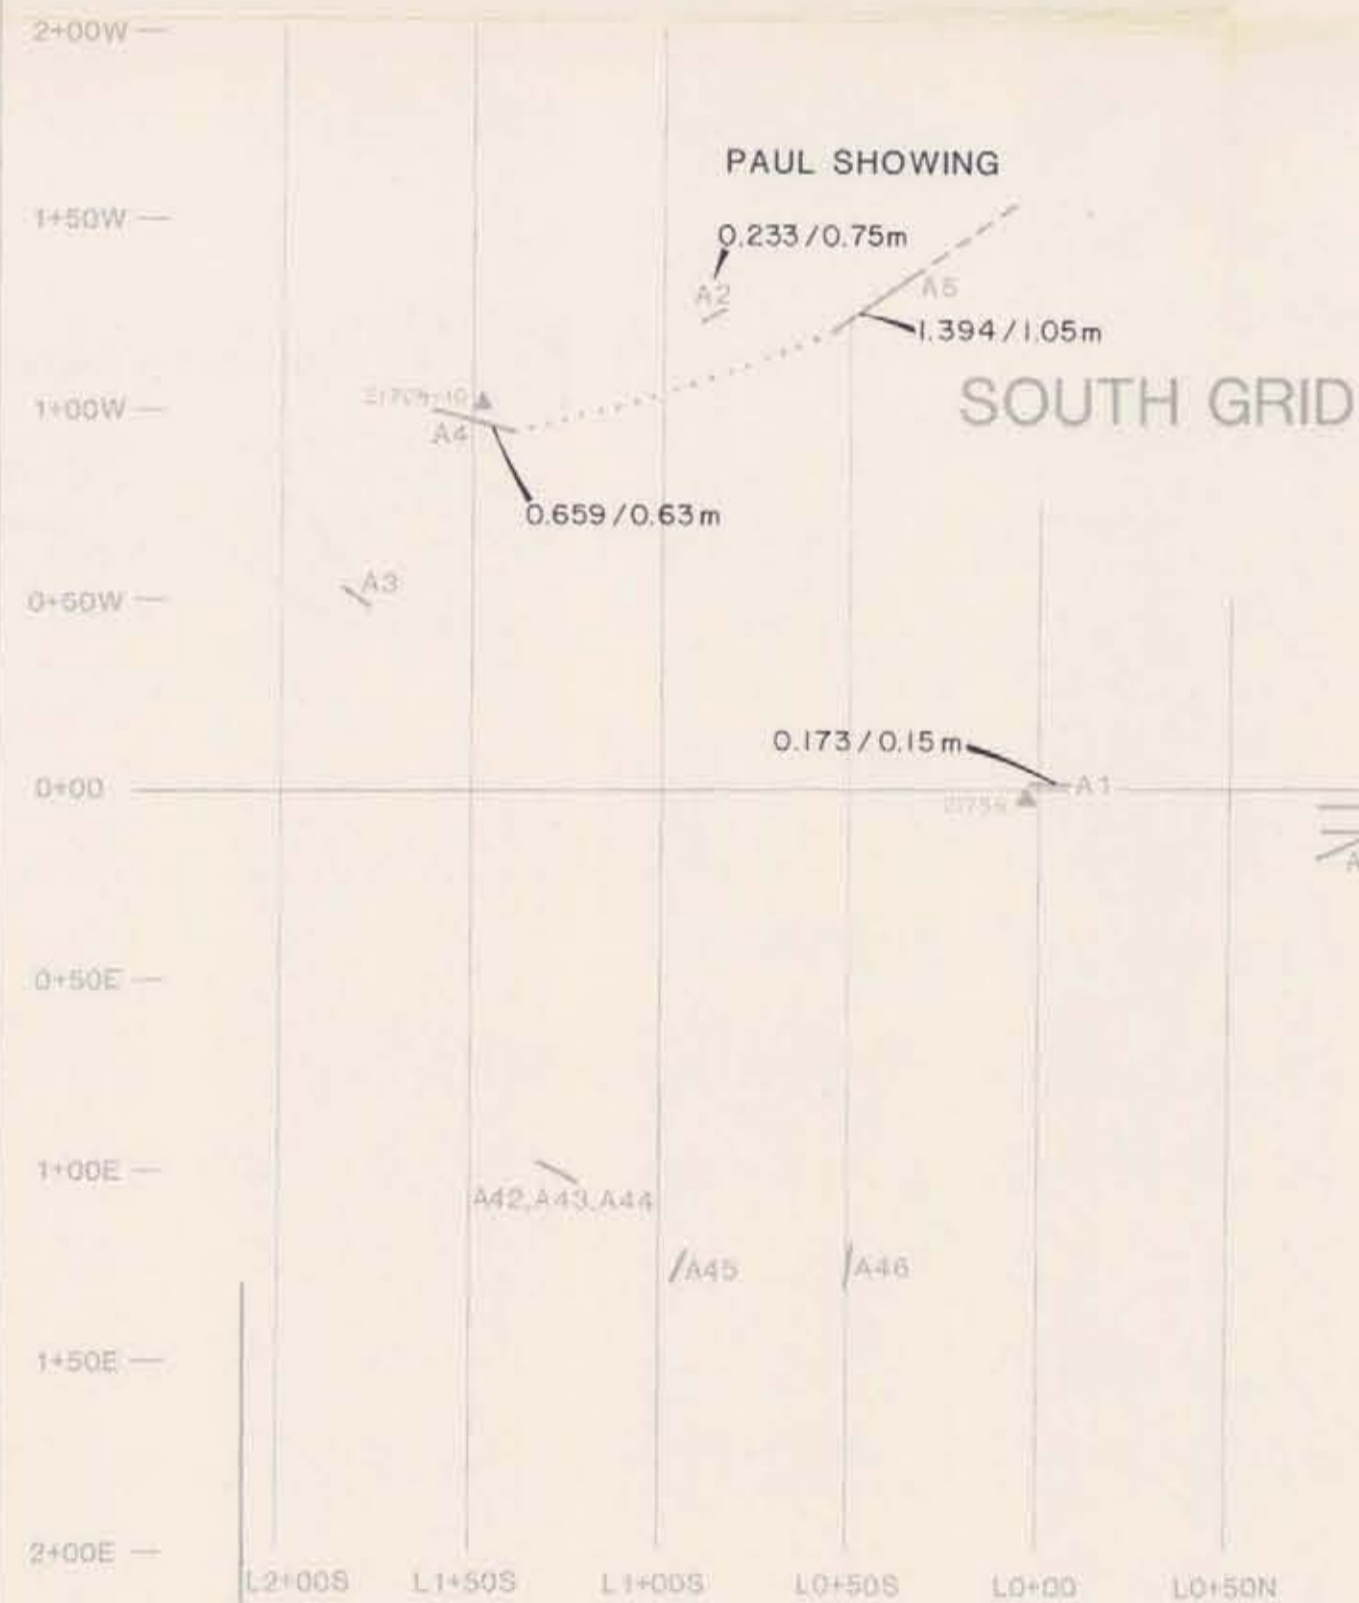 2+00W
PAUL SHOWING
1+50W
0.233/0.75m
A2
A5
1.394/1.05m
SOUTH GRID
1+00W
A4
0.659/0.63m
A3
0+50W
0.173/0.15m
0+00
A1
A
0+50E
1+00E
A42,A43,A44
A45
A46
1+50E
2+00E
L2+00S L1+50S L1+00S L0+50S L0+00 L0+50N